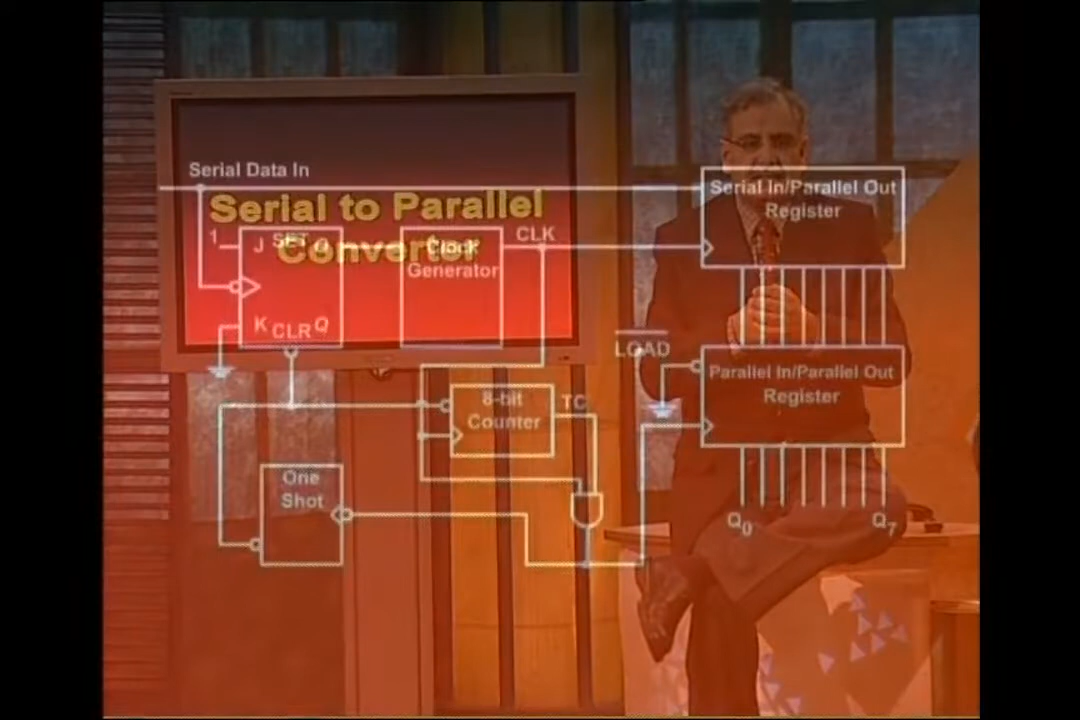 Serial Data In
Serial to Parallel
Convertor
1
J SET Q
K CLR Q
Clock
Generator
CLK
Serial In/Parallel Out
Register
LOAD
Parallel In/Parallel Out
Register
8-bit
Counter
TC
One
Shot
Q0
Q7